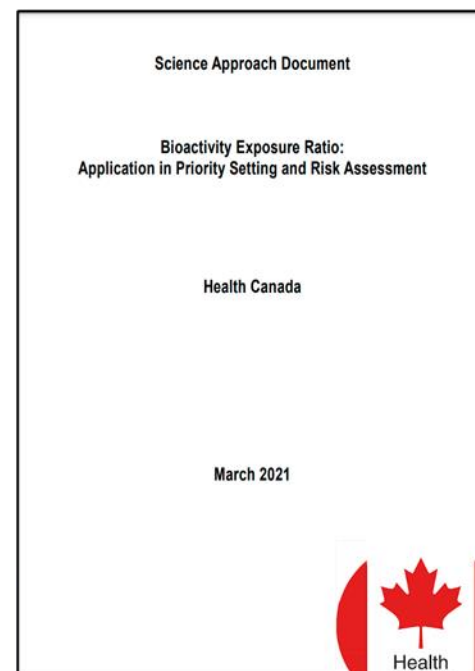 Science Approach Document
Bioactivity Exposure Ratio:
Application in Priority Setting and Risk Assessment
Health Canada
March 2021
Health